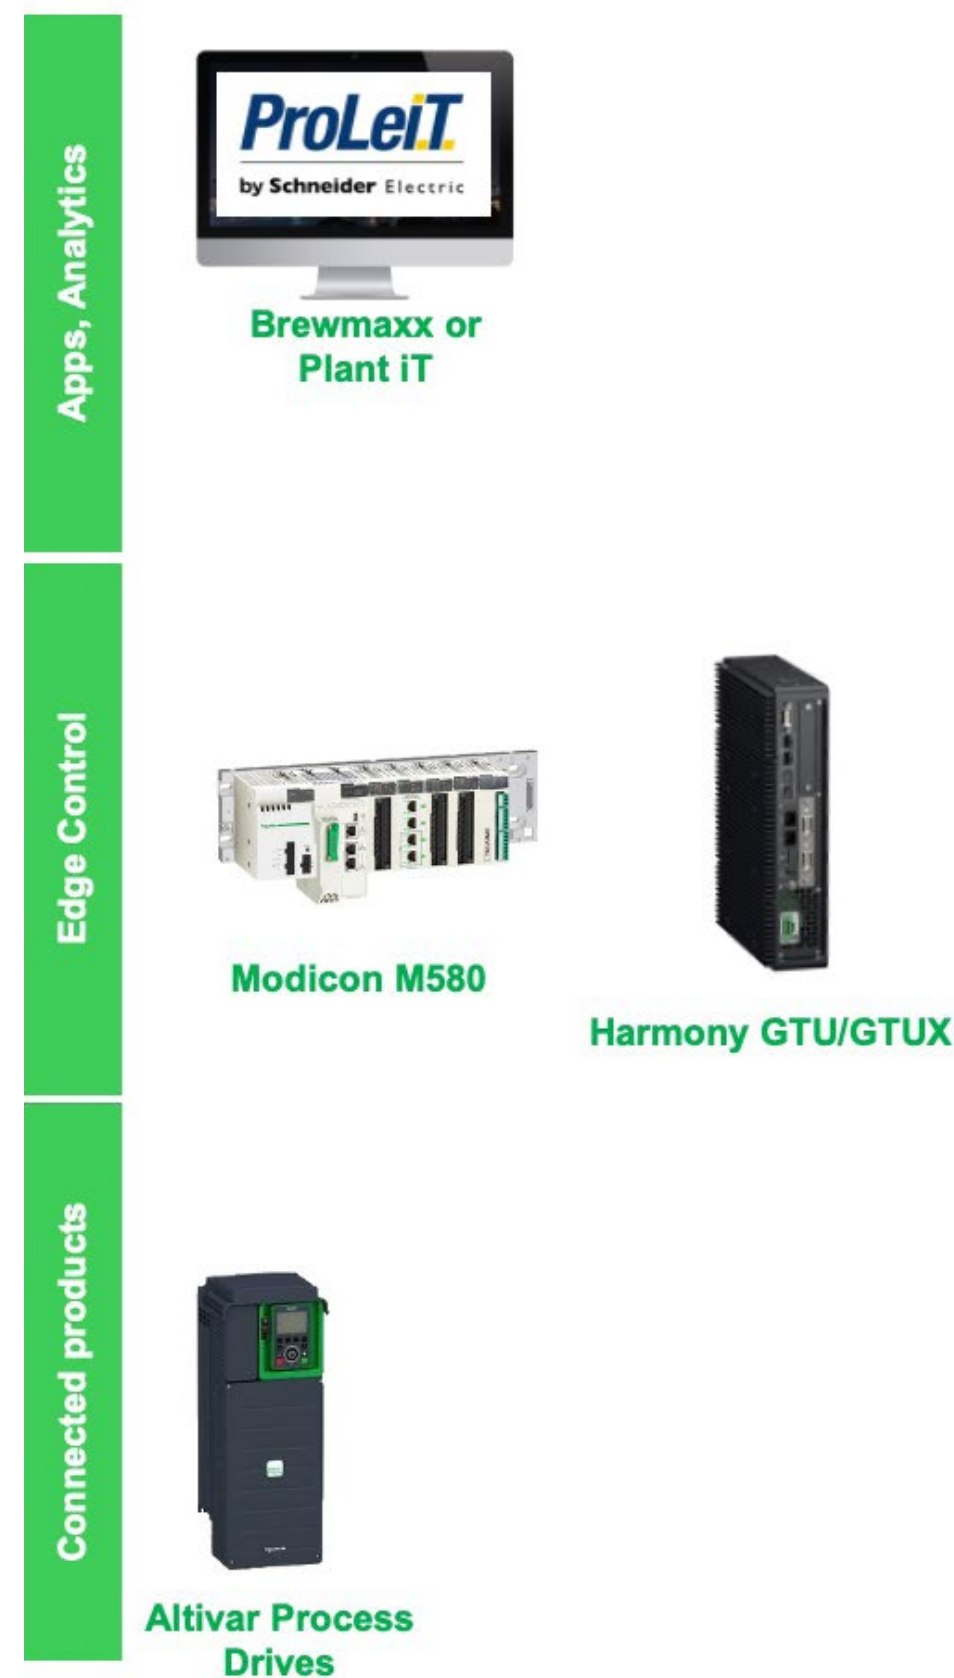 Apps, Analytics
ProLeiT
by Schneider Electric
Brewmaxx or
Plant iT
Edge Control
Modicon M580
Harmony GTU/GTUX
Connected products
Altivar Process
Drives